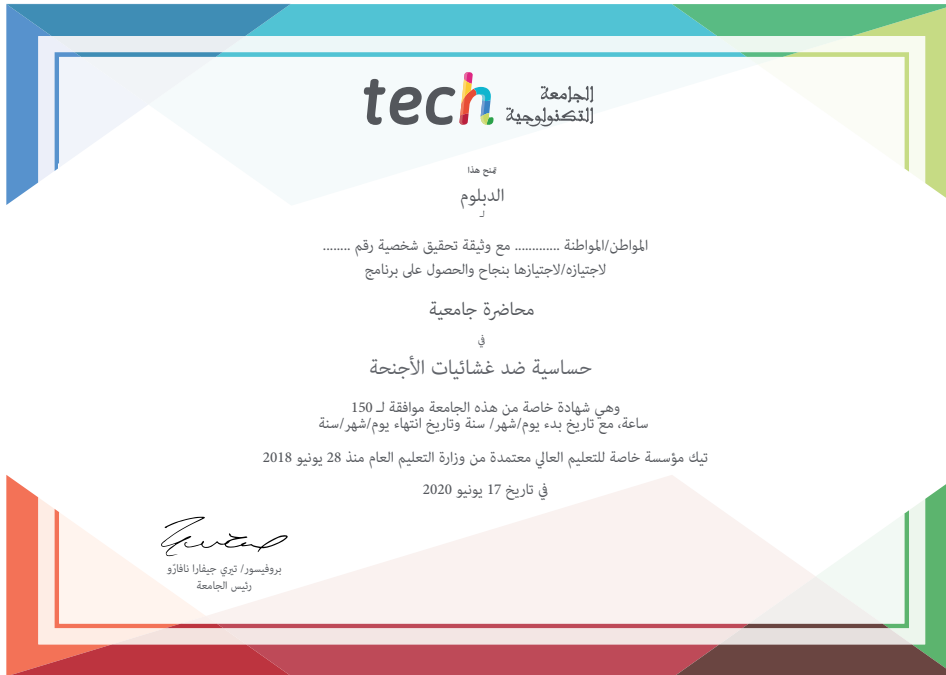 tech
الجامعة
التكنولوجية
تمنح هذا
الدبلوم
لـ
المواطن/المواطنة ............. مع وثيقة تحقيق شخصية رقم ........
لاجتيازه/لاجتيازها بنجاح والحصول على برنامج
محاضرة جامعية
في
حساسية ضد غشائيات الأجنحة
وهي شهادة خاصة من هذه الجامعة موافقة لـ 150
ساعة، مع تاريخ بدء يوم/شهر/ سنة وتاريخ انتهاء يوم/شهر/سنة
تيك مؤسسة خاصة للتعليم العالي معتمدة من وزارة التعليم العام منذ 28 يونيو 2018
في تاريخ 17 يونيو 2020
بروفيسور/ تيري جيفارا نافارّو
رئيس الجامعة